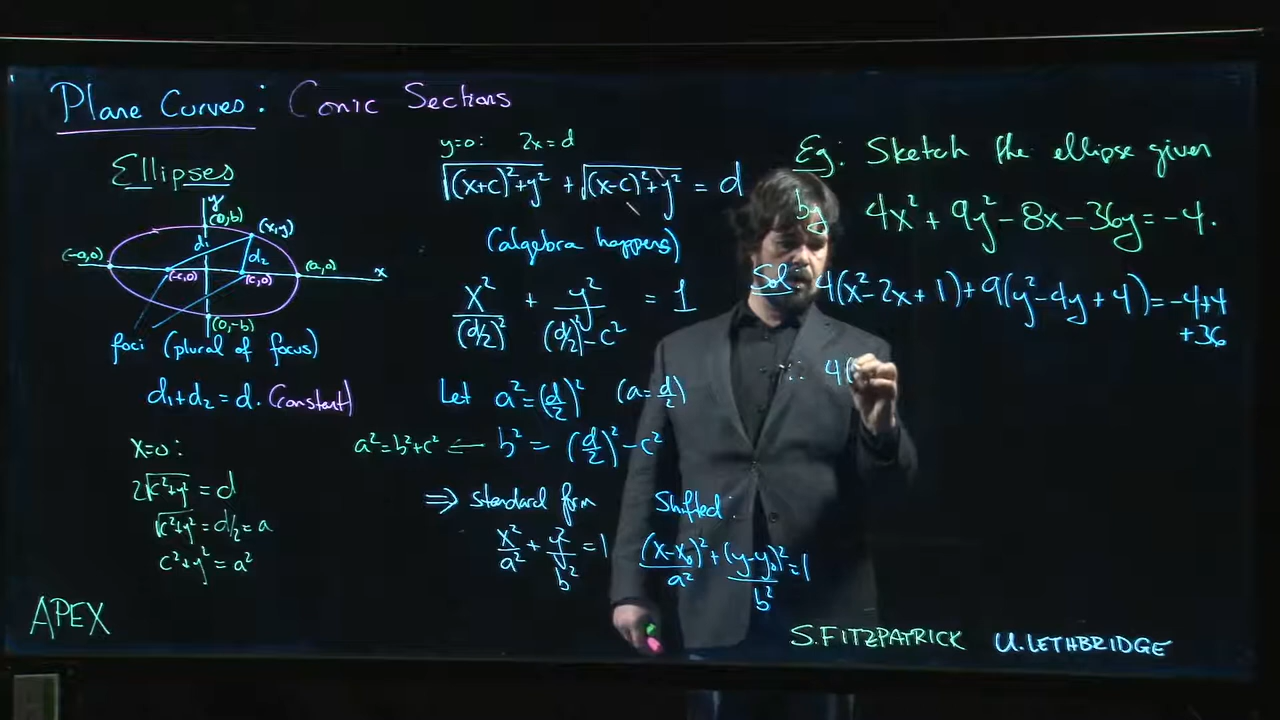 Plane Curves: Conic Sections
Ellipses
y
(0,b)
(x,y)
d1
d2
(-a,0)
(-c,0)
(c,0)
(a,0)
x
(0,-b)
foci (plural of focus)
d1+d2 = d. (constant)
x=0:
2√(c²+y²) = d
√(c²+y²) = d/2 = a
c²+y² = a²
APEX
y=0: 2x=d
√((x+c)²+y²) + √((x-c)²+y²) = d
(algebra happens)
x²/(d/2)² + y²/((d/2)²-c²) = 1
Let a² = (d/2)² (a=d/2)
a²=b²+c² ⇐ b² = (d/2)²-c²
⇒ standard form
x²/a² + y²/b² = 1
Shifted:
(x-x₀)²/a² + (y-y₀)²/b² = 1
Eg: Sketch the ellipse given
by 4x² + 9y² - 8x - 36y = -4.
Sol: 4(x²-2x+1) + 9(y²-4y+4) = -4+4
+36
∴ 4(
S.FITZPATRICK U.LETHBRIDGE